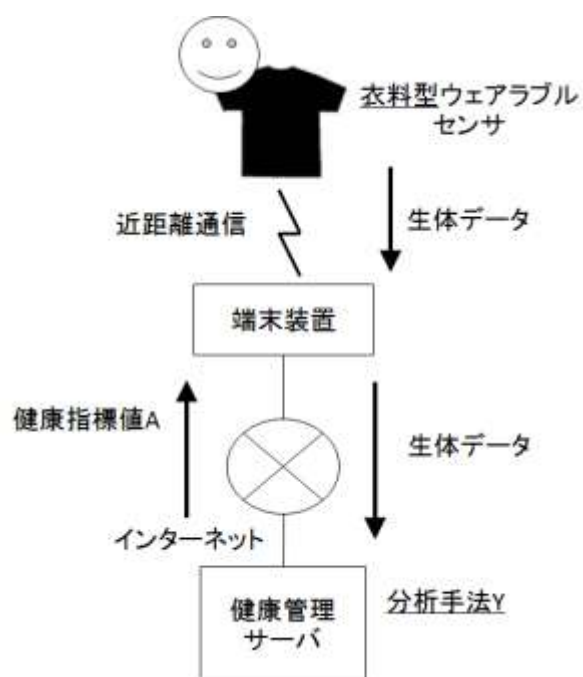 衣料型ウェアラブル
センサ
近距離通信
生体データ
端末装置
健康指標値A
生体データ
インターネット
健康管理
サーバ
分析手法Y